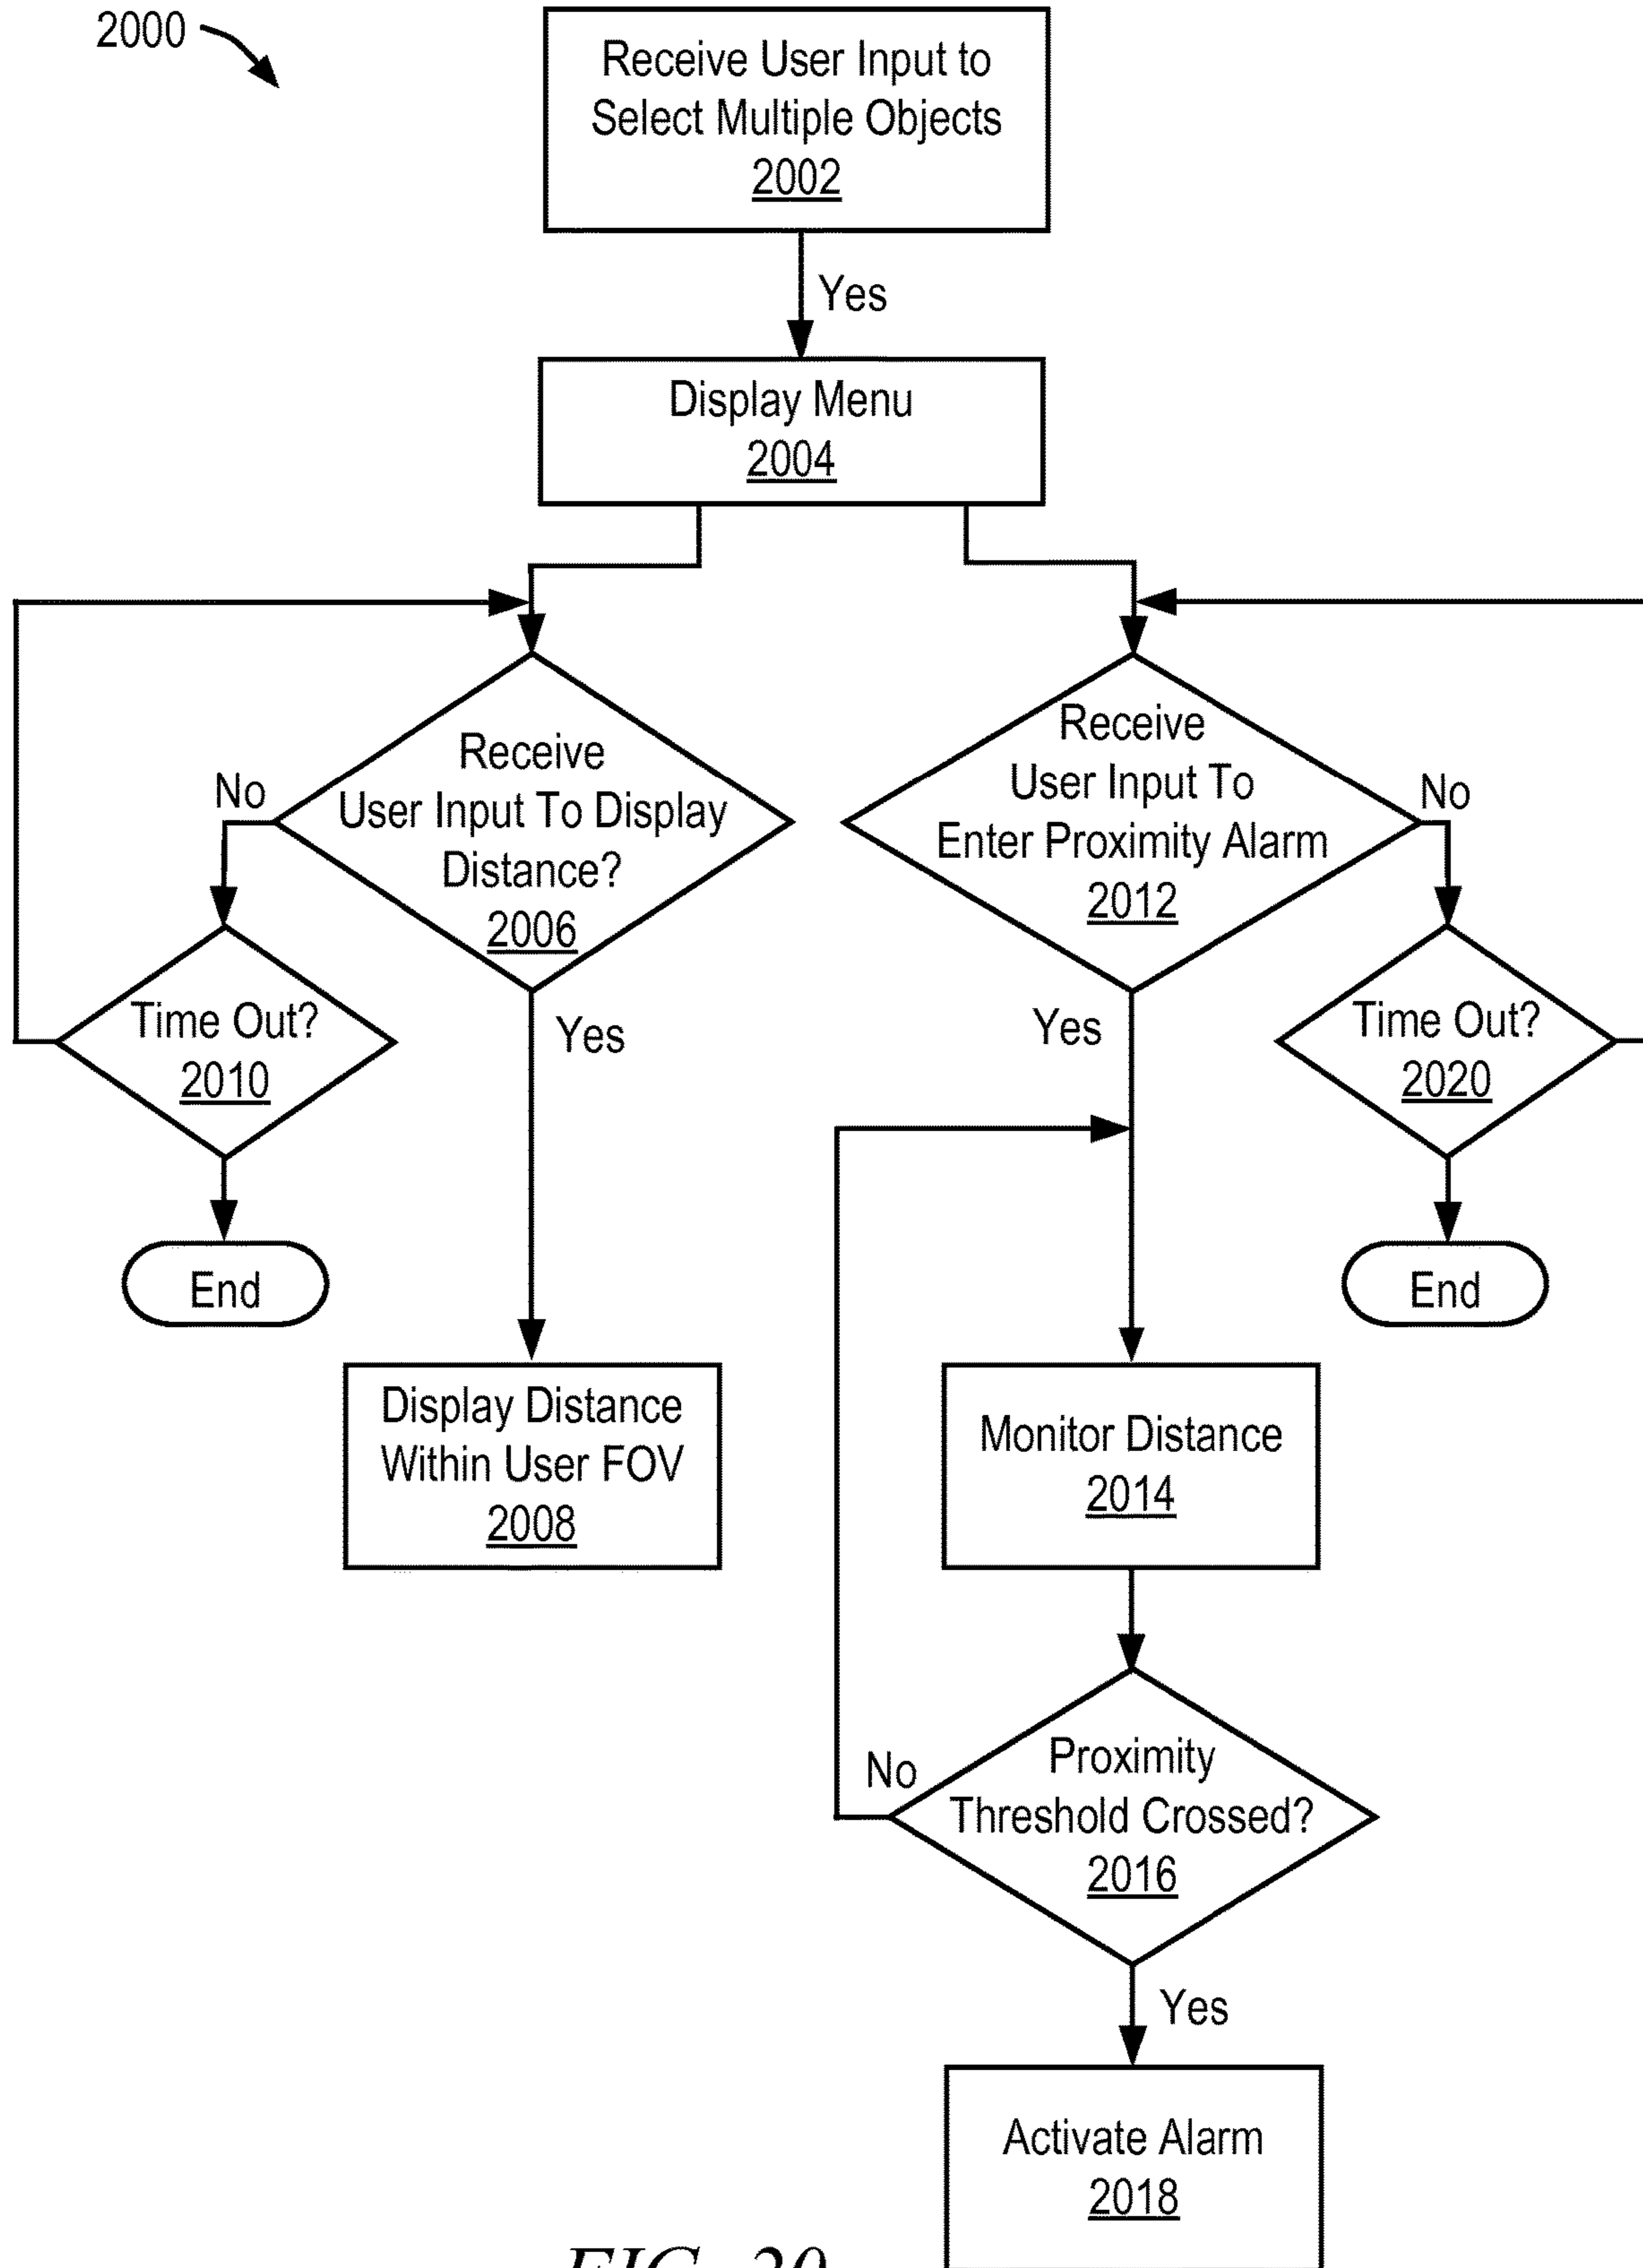 2000
Receive User Input to
Select Multiple Objects
2002
Yes
Display Menu
2004
Receive
User Input To Display
Distance?
2006
No
Yes
Time Out?
2010
End
Display Distance
Within User FOV
2008
Receive
User Input To
Enter Proximity Alarm
2012
No
Yes
Time Out?
2020
End
Monitor Distance
2014
Proximity
Threshold Crossed?
2016
No
Yes
Activate Alarm
2018
FIG. 20